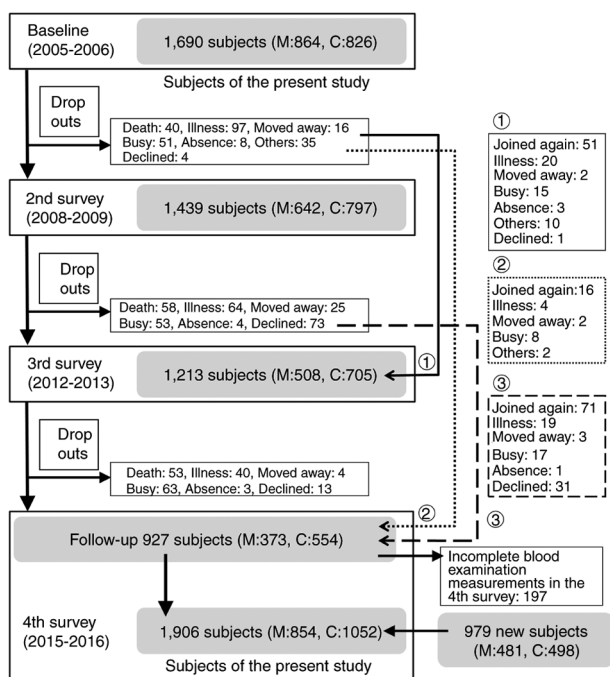 Baseline
(2005-2006)
1,690 subjects (M:864, C:826)
Subjects of the present study
Drop
outs
Death: 40, Illness: 97, Moved away: 16
Busy: 51, Absence: 8, Others: 35
Declined: 4
2nd survey
(2008-2009)
1,439 subjects (M:642, C:797)
Drop
outs
Death: 58, Illness: 64, Moved away: 25
Busy: 53, Absence: 4, Declined: 73
3rd survey
(2012-2013)
1,213 subjects (M:508, C:705)
①
Drop
outs
Death: 53, Illness: 40, Moved away: 4
Busy: 63, Absence: 3, Declined: 13
②
③
Follow-up 927 subjects (M:373, C:554)
Incomplete blood
examination
measurements in the
4th survey: 197
4th survey
(2015-2016)
1,906 subjects (M:854, C:1052)
Subjects of the present study
979 new subjects
(M:481, C:498)
①
Joined again: 51
Illness: 20
Moved away: 2
Busy: 15
Absence: 3
Others: 10
Declined: 1
②
Joined again:16
Illness: 4
Moved away: 2
Busy: 8
Others: 2
③
Joined again: 71
Illness: 19
Moved away: 3
Busy: 17
Absence: 1
Declined: 31